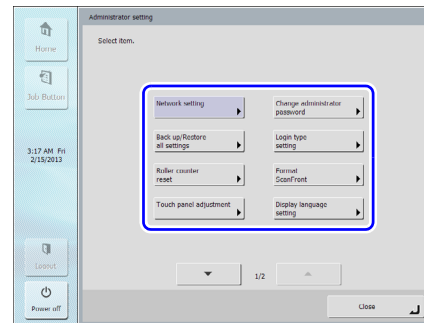 Administrator setting
Select item.
Home
Job Button
3:17 AM Fri
2/15/2013
Logout
Power off
Network setting
Change administrator
password
Back up/Restore
all settings
Login type
setting
Roller counter
reset
Format
ScanFront
Touch panel adjustment
Display language
setting
1/2
Close